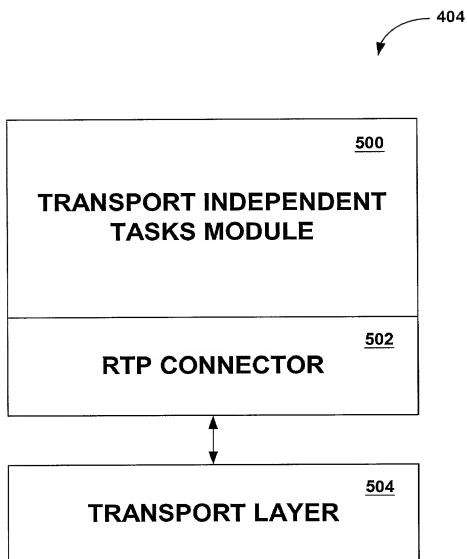 404
500
TRANSPORT INDEPENDENT
TASKS MODULE
502
RTP CONNECTOR
504
TRANSPORT LAYER